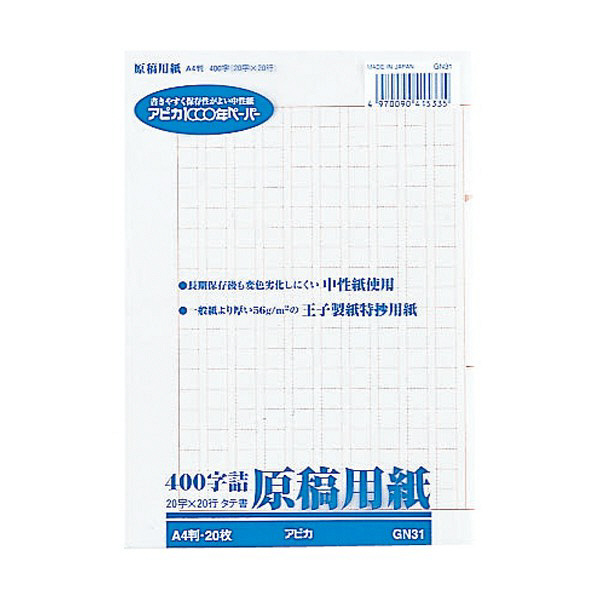 原稿用紙 A4判 400字(20字×20行)
MADE IN JAPAN GN31
4 970090 415335
書きやすく保存性がよい中性紙
アピカ1000年ペーパー
●長期保存後も変色劣化しにくい 中性紙使用
●一般紙より厚い56g/m²の 王子製紙特抄用紙
400字詰
20字×20行 タテ書
原稿用紙
A4判・20枚 アピカ GN31